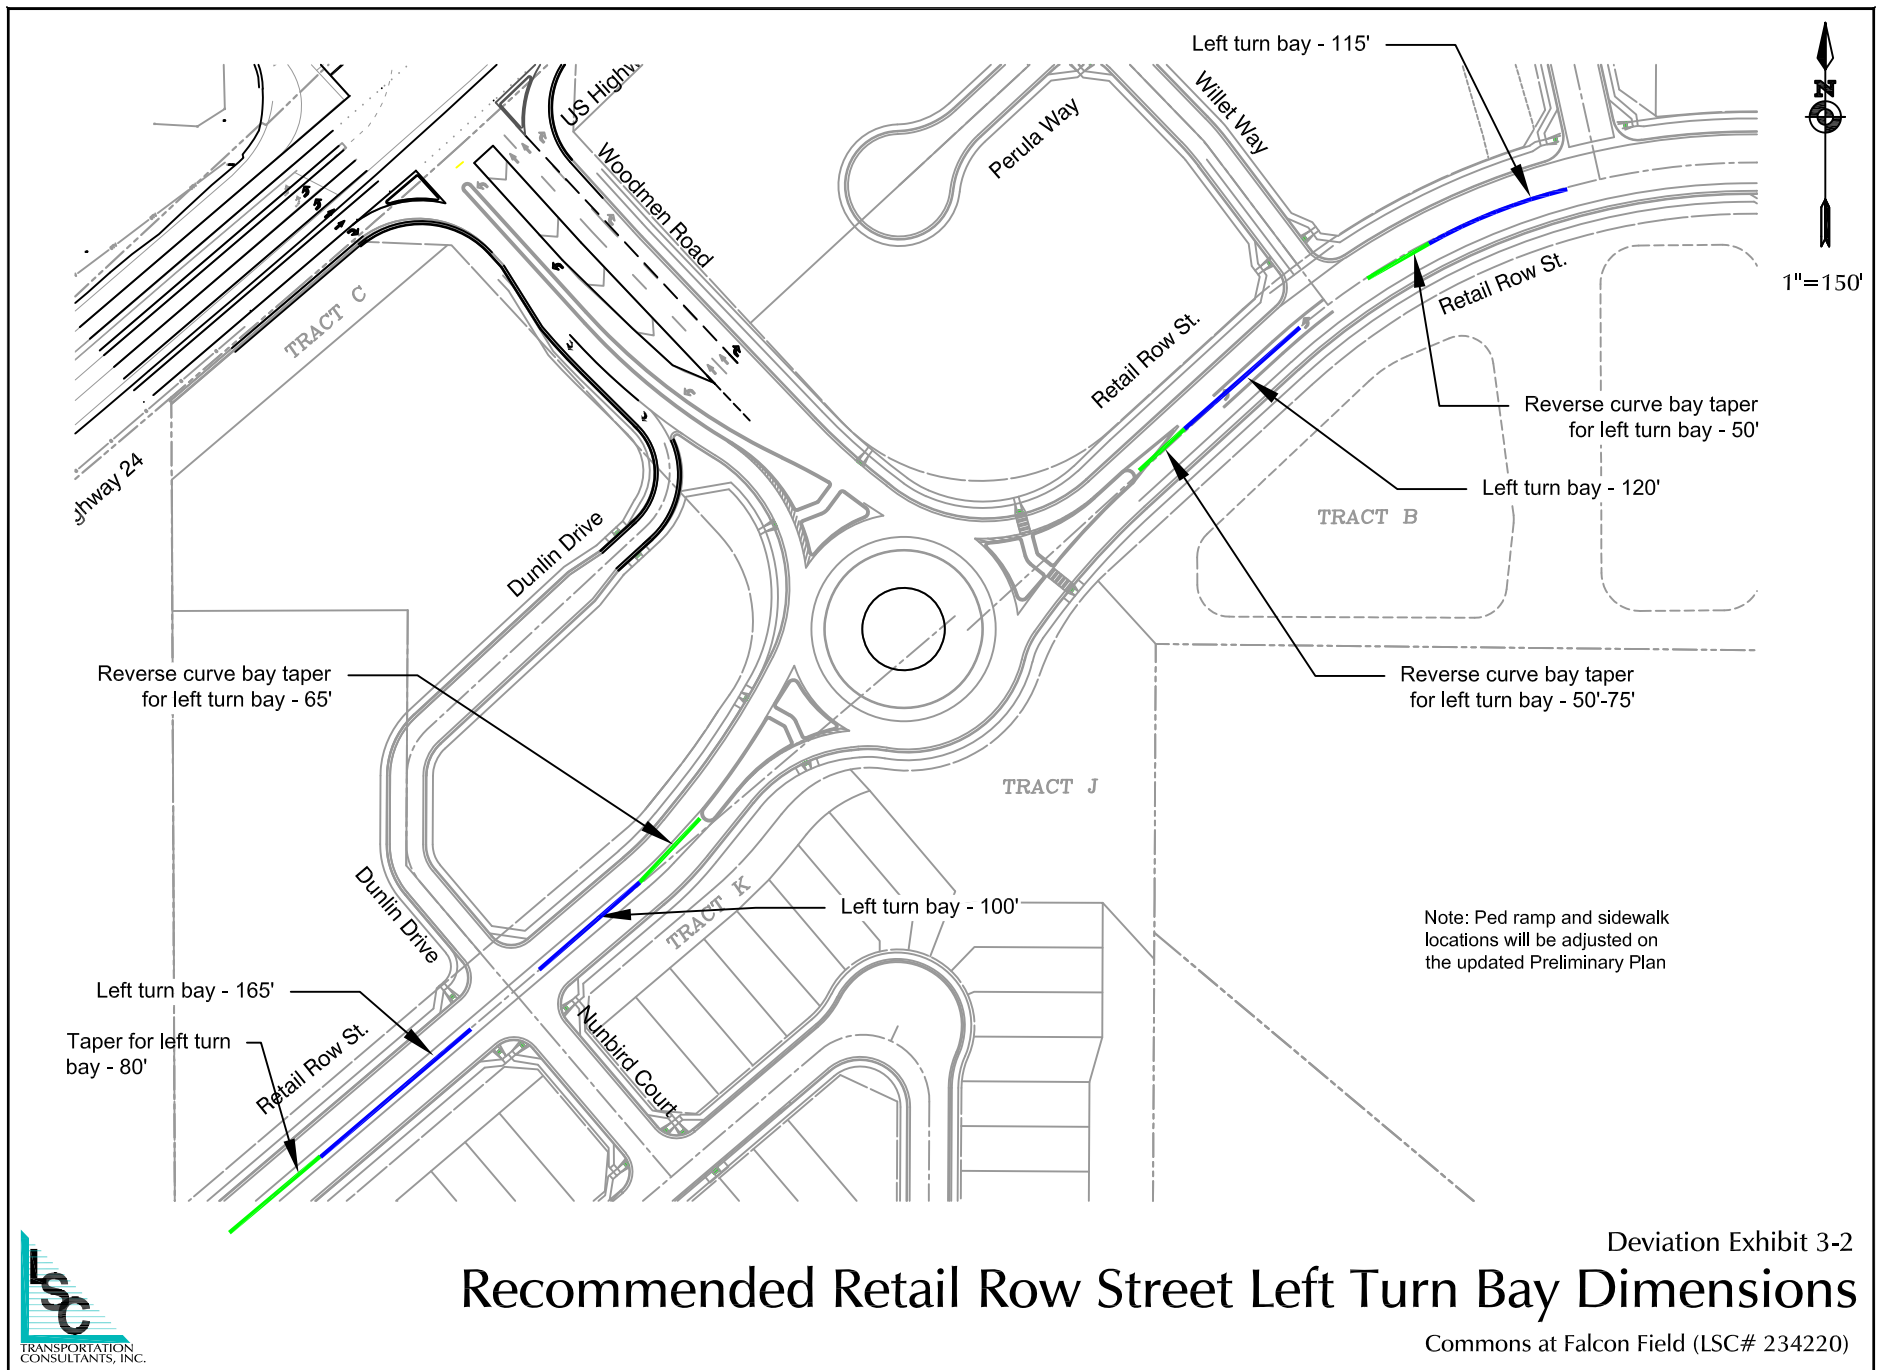 Left turn bay - 115'
N
1"=150'
US Highw
Woodmen Road
Perula Way
Willet Way
Retail Row St.
Retail Row St.
TRACT C
ghway 24
Reverse curve bay taper
for left turn bay - 50'
Left turn bay - 120'
TRACT B
Dunlin Drive
Reverse curve bay taper
for left turn bay - 65'
Reverse curve bay taper
for left turn bay - 50'-75'
TRACT J
Dunlin Drive
TRACT K
Left turn bay - 100'
Note: Ped ramp and sidewalk
locations will be adjusted on
the updated Preliminary Plan
Left turn bay - 165'
Taper for left turn
bay - 80'
Retail Row St.
Nunbird Court
Deviation Exhibit 3-2
Recommended Retail Row Street Left Turn Bay Dimensions
Commons at Falcon Field (LSC# 234220)
LSC
TRANSPORTATION
CONSULTANTS, INC.